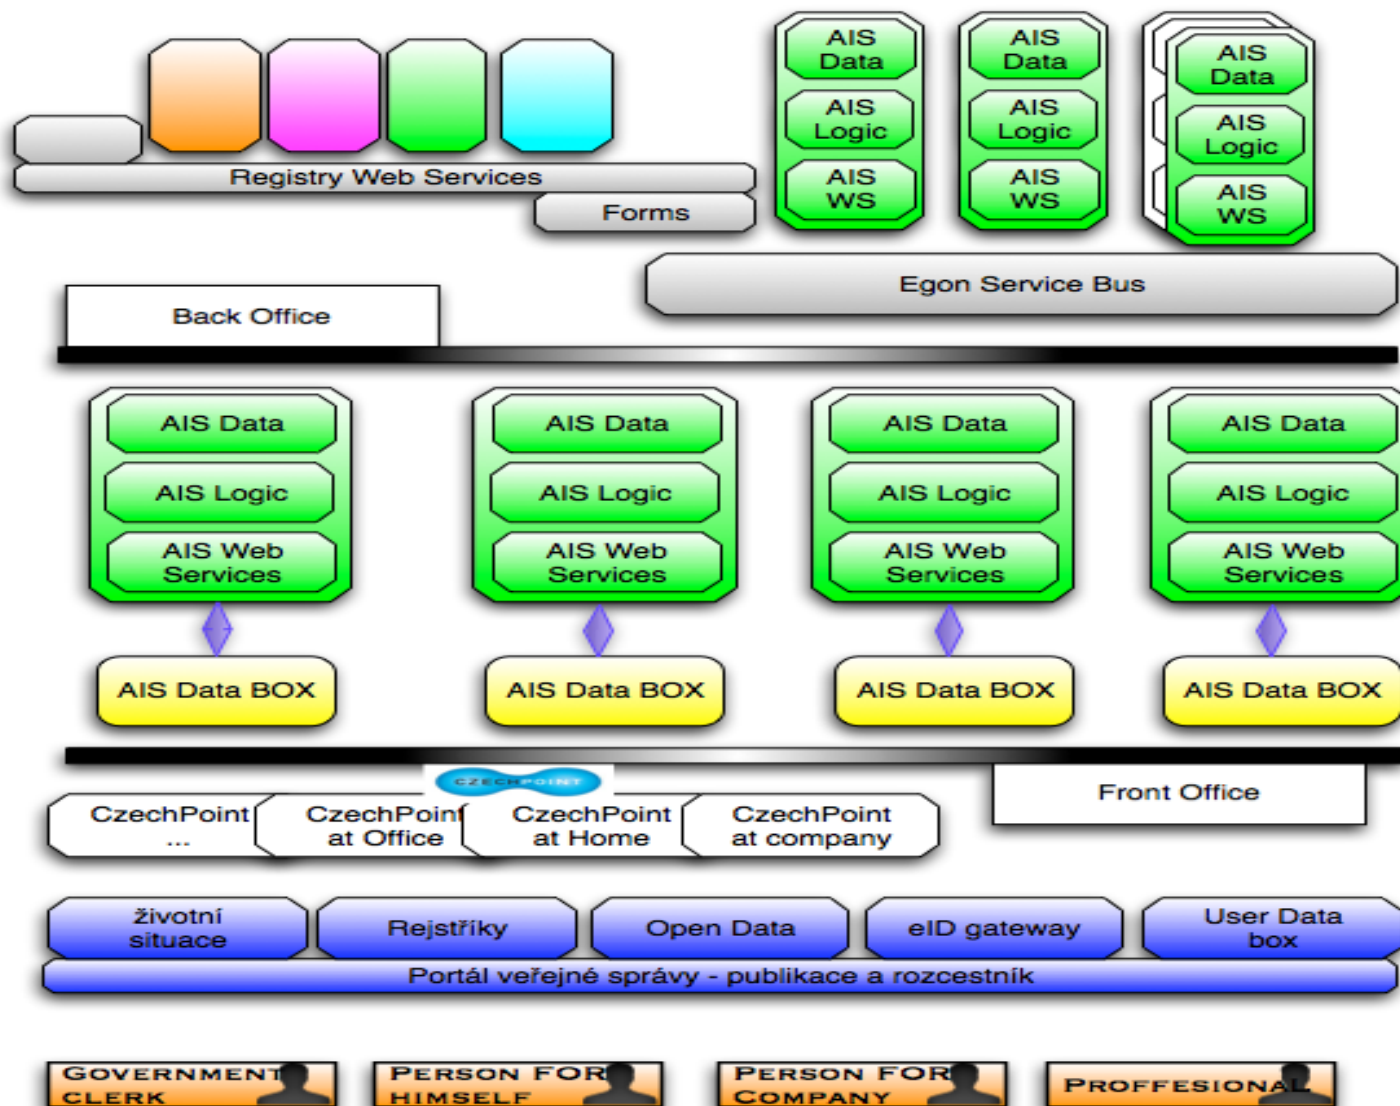 AIS
Data
AIS
Logic
AIS
WS
AIS
Data
AIS
Logic
AIS
WS
AIS
Data
AIS
Logic
AIS
WS
Registry Web Services
Forms
Egon Service Bus
Back Office
AIS Data
AIS Logic
AIS Web
Services
AIS Data
AIS Logic
AIS Web
Services
AIS Data
AIS Logic
AIS Web
Services
AIS Data
AIS Logic
AIS Web
Services
AIS Data BOX
AIS Data BOX
AIS Data BOX
AIS Data BOX
CZECHPOINT
Front Office
CzechPoint
...
CzechPoint
at Office
CzechPoint
at Home
CzechPoint
at company
životní
situace
Rejstříky
Open Data
eID gateway
User Data
box
Portál veřejné správy - publikace a rozcestník
GOVERNMENT
CLERK
PERSON FOR
HIMSELF
PERSON FOR
COMPANY
PROFFESIONAL